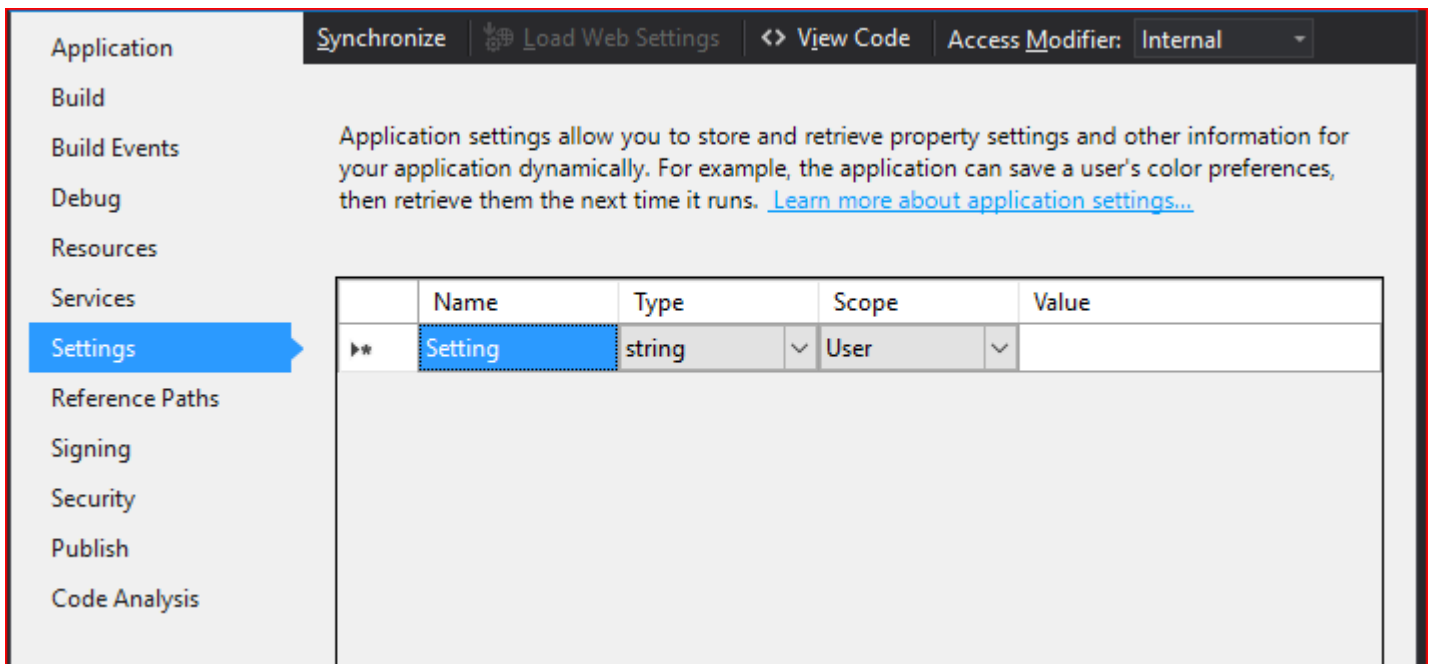 Application
Build
Build Events
Debug
Resources
Services
Settings
Reference Paths
Signing
Security
Publish
Code Analysis
Synchronize Load Web Settings <> View Code Access Modifier: Internal
Application settings allow you to store and retrieve property settings and other information for
your application dynamically. For example, the application can save a user's color preferences,
then retrieve them the next time it runs. Learn more about application settings...
Name Type Scope Value
Setting string User